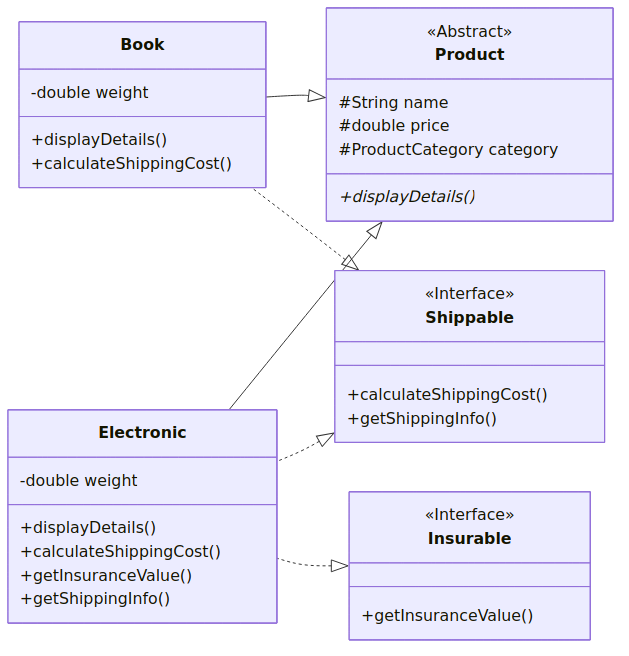 Book
-double weight
+displayDetails()
+calculateShippingCost()
«Abstract»
Product
#String name
#double price
#ProductCategory category
+displayDetails()
«Interface»
Shippable
+calculateShippingCost()
+getShippingInfo()
Electronic
-double weight
+displayDetails()
+calculateShippingCost()
+getInsuranceValue()
+getShippingInfo()
«Interface»
Insurable
+getInsuranceValue()